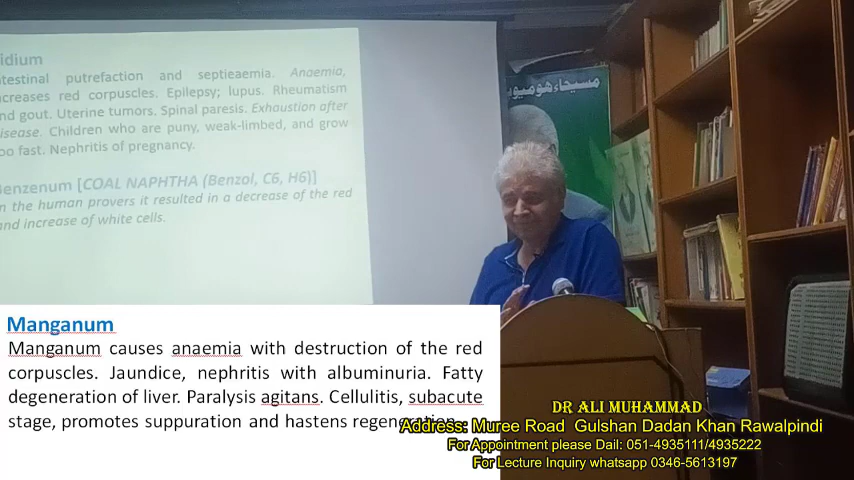 idium
ntestinal putrefaction and septieaemia. Anaemia,
ncreases red corpuscles. Epilepsy; lupus. Rheumatism
nd gout. Uterine tumors. Spinal paresis. Exhaustion after
isease. Children who are puny, weak-limbed, and grow
oo fast. Nephritis of pregnancy.
enzenum [COAL NAPHTHA (Benzol, C6, H6)]
n the human provers it resulted in a decrease of the red
and increase of white cells.
مسیحاء ہومیو
Manganum
Manganum causes anaemia with destruction of the red
corpuscles. Jaundice, nephritis with albuminuria. Fatty
degeneration of liver. Paralysis agitans. Cellulitis, subacute
stage, promotes suppuration and hastens regeneration.
DR ALI MUHAMMAD
Address: Muree Road Gulshan Dadan Khan Rawalpindi
For Appointment please Dail: 051-4935111/4935222
For Lecture Inquiry whatsapp 0346-5613197